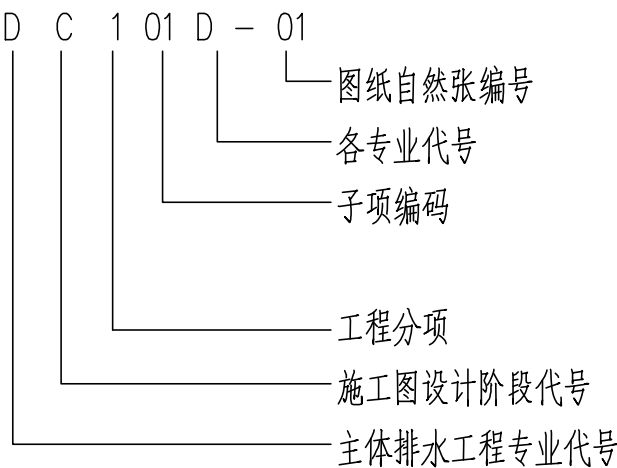 D C 1 01 D - 01
图纸自然张编号
各专业代号
子项编码
工程分项
施工图设计阶段代号
主体排水工程专业代号